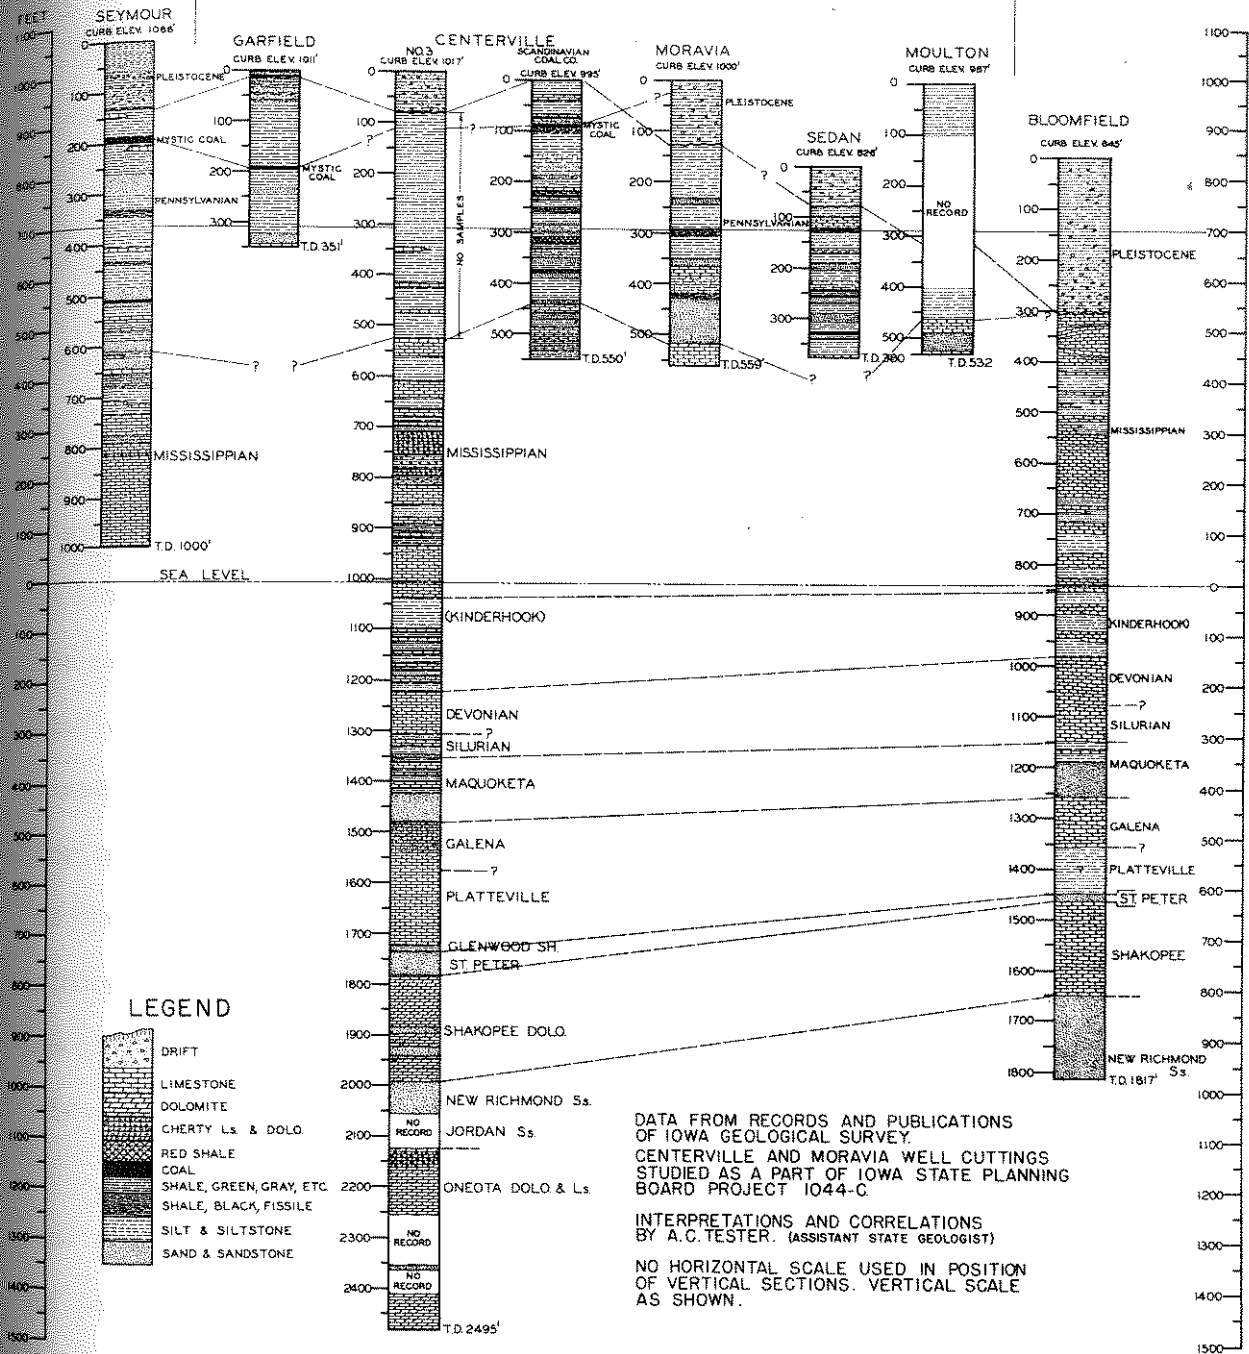 FEET
SEYMOUR
CURB ELEV. 1066'
GARFIELD
CURB ELEV. 1011'
CENTERVILLE
NO.3
CURB ELEV. 1017'
SCANDINAVIAN
COAL CO.
CURB ELEV. 995'
MORAVIA
CURB ELEV. 1000'
SEDAN
CURB ELEV. 826'
MOULTON
CURB ELEV. 987'
BLOOMFIELD
CURB ELEV. 845'
PLEISTOCENE
MYSTIC COAL
PENNSYLVANIAN
MISSISSIPPIAN
T.D. 1000'
MYSTIC
COAL
T.D. 351'
NO SAMPLES
MYSTIC
COAL
T.D. 550'
PLEISTOCENE
PENNSYLVANIAN
T.D. 559'
NO
RECORD
T.D. 532
PLEISTOCENE
MISSISSIPPIAN
(KINDERHOOK)
DEVONIAN
?
SILURIAN
MAQUOKETA
GALENA
?
PLATTEVILLE
ST PETER
SHAKOPEE
NEW RICHMOND
Ss.
T.D. 1817'
SEA LEVEL
MISSISSIPPIAN
(KINDERHOOK)
DEVONIAN
?
SILURIAN
MAQUOKETA
GALENA
?
PLATTEVILLE
GLENWOOD SH.
ST. PETER
SHAKOPEE DOLO.
NEW RICHMOND Ss.
NO
RECORD
JORDAN Ss.
ONEOTA DOLO. & Ls.
NO
RECORD
NO
RECORD
T.D. 2495'
LEGEND
DRIFT
LIMESTONE
DOLOMITE
CHERTY Ls. & DOLO.
RED SHALE
COAL
SHALE, GREEN, GRAY, ETC.
SHALE, BLACK, FISSILE
SILT & SILTSTONE
SAND & SANDSTONE
DATA FROM RECORDS AND PUBLICATIONS
OF IOWA GEOLOGICAL SURVEY.
CENTERVILLE AND MORAVIA WELL CUTTINGS
STUDIED AS A PART OF IOWA STATE PLANNING
BOARD PROJECT 1044-C.
INTERPRETATIONS AND CORRELATIONS
BY A.C. TESTER. (ASSISTANT STATE GEOLOGIST)
NO HORIZONTAL SCALE USED IN POSITION
OF VERTICAL SECTIONS. VERTICAL SCALE
AS SHOWN.